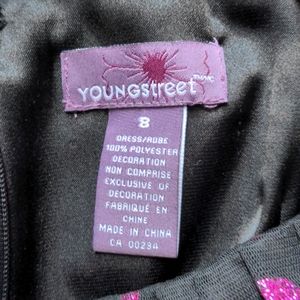 YOUNGstreet
8
DRESS/ROBE
100% POLYESTER
DECORATION
NON COMPRISE
EXCLUSIVE OF
DECORATION
FABRIQUÉ EN
CHINE
MADE IN CHINA
CA 00234